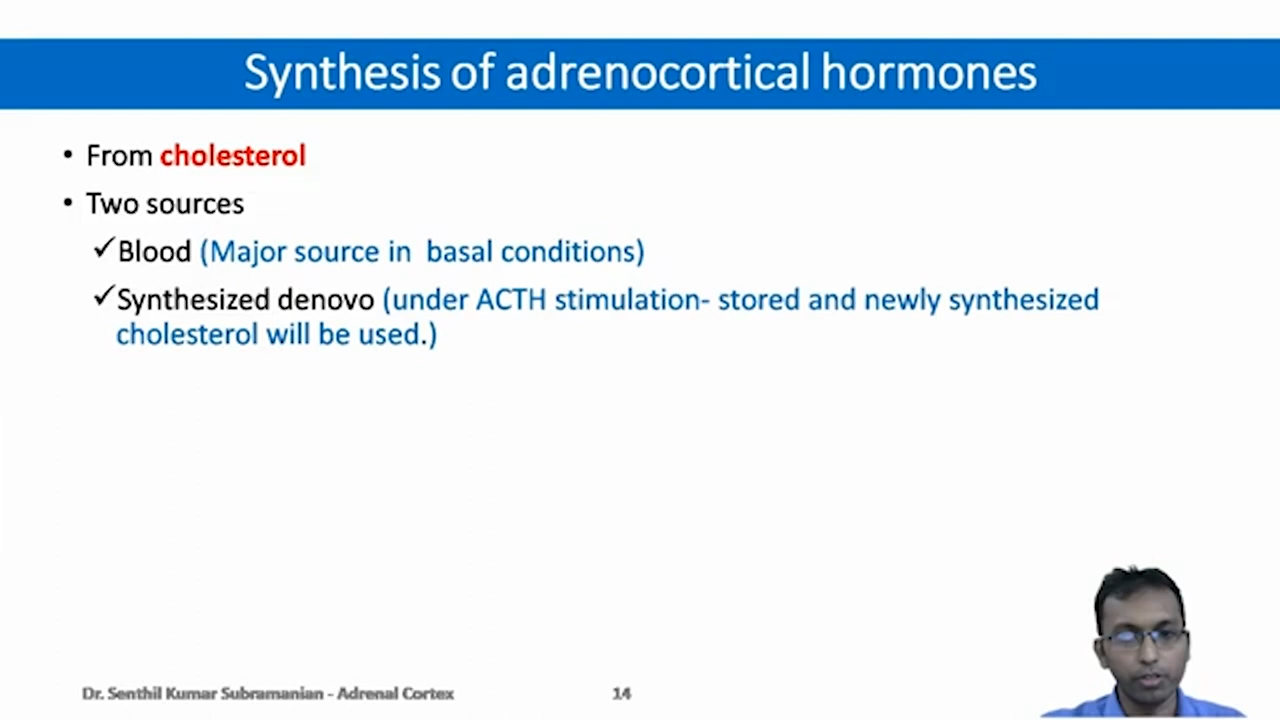 Synthesis of adrenocortical hormones
• From cholesterol
• Two sources
✓Blood (Major source in basal conditions)
✓Synthesized denovo (under ACTH stimulation- stored and newly synthesized
cholesterol will be used.)
Dr. Senthil Kumar Subramanian - Adrenal Cortex 14